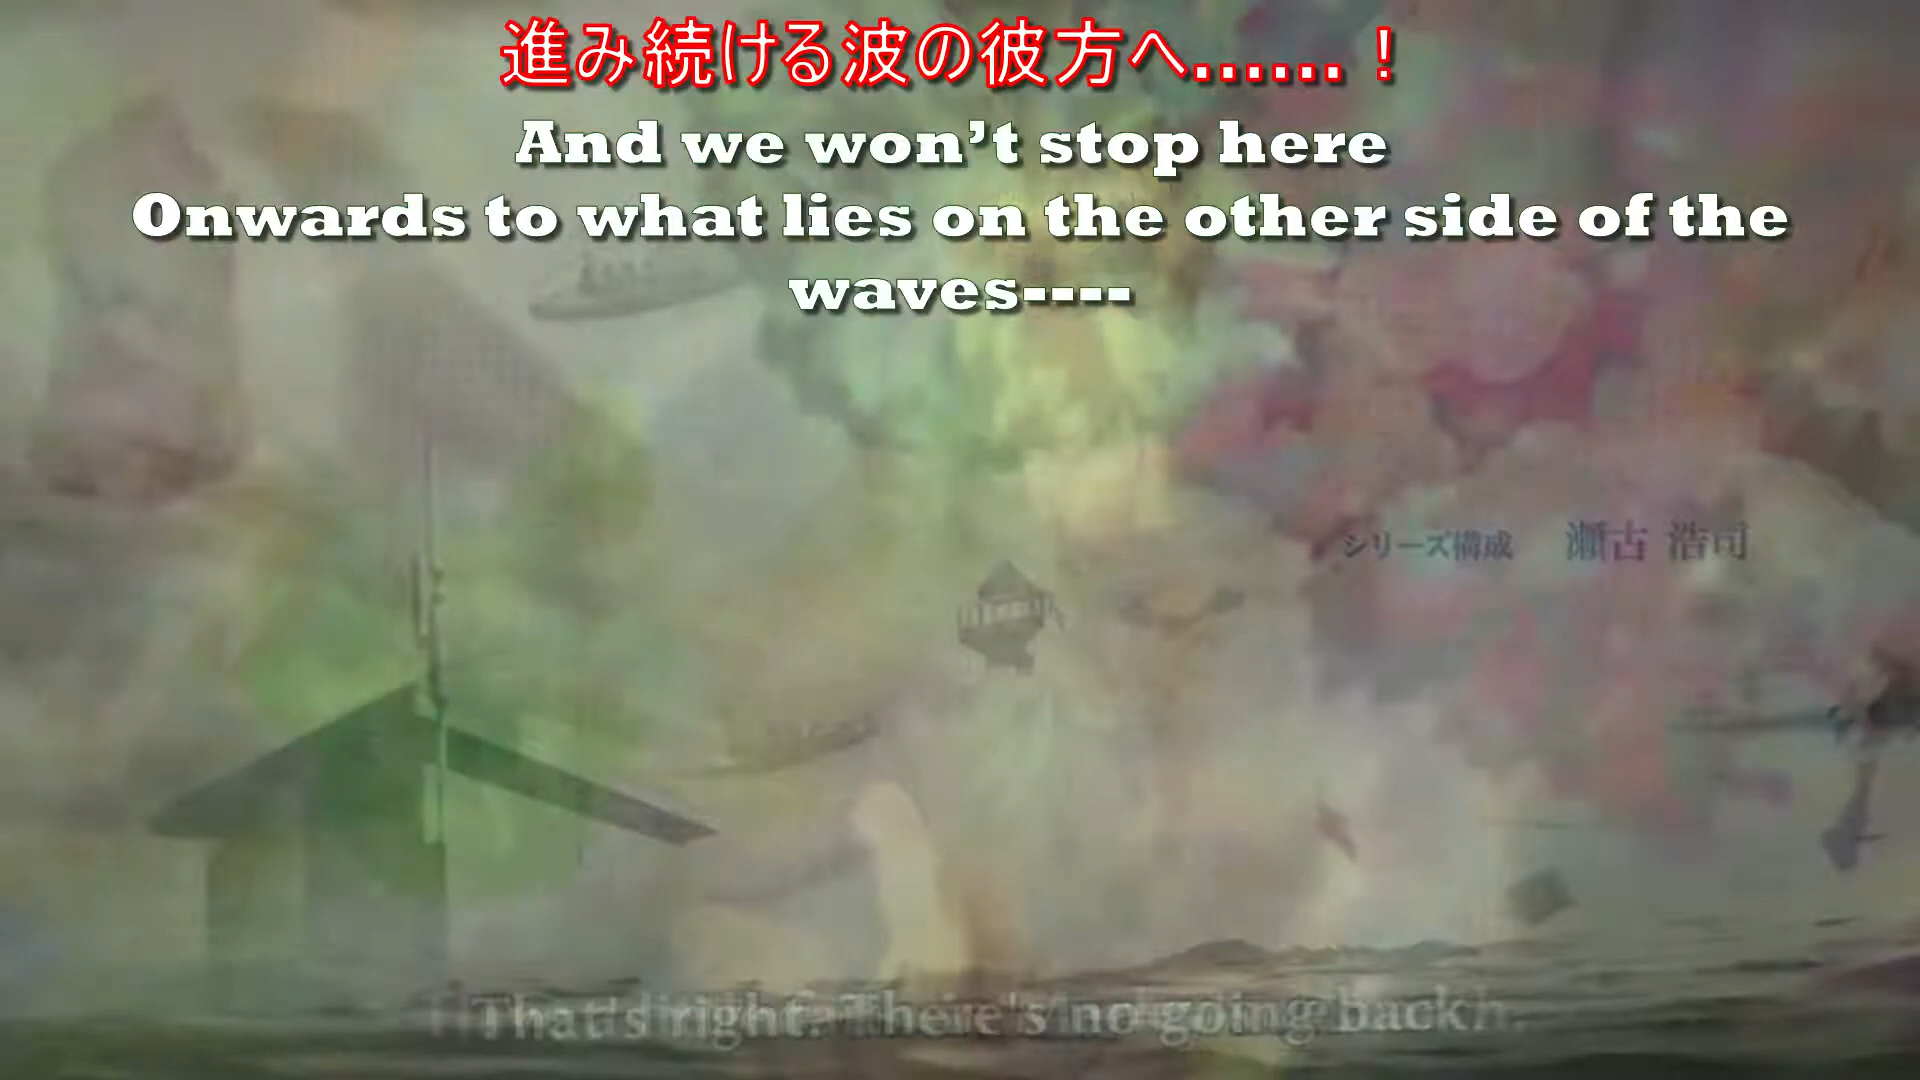 進み続ける波の彼方へ......！
And we won’t stop here
Onwards to what lies on the other side of the
waves----
シリーズ構成 瀬古 浩司
That's right. There's no going back